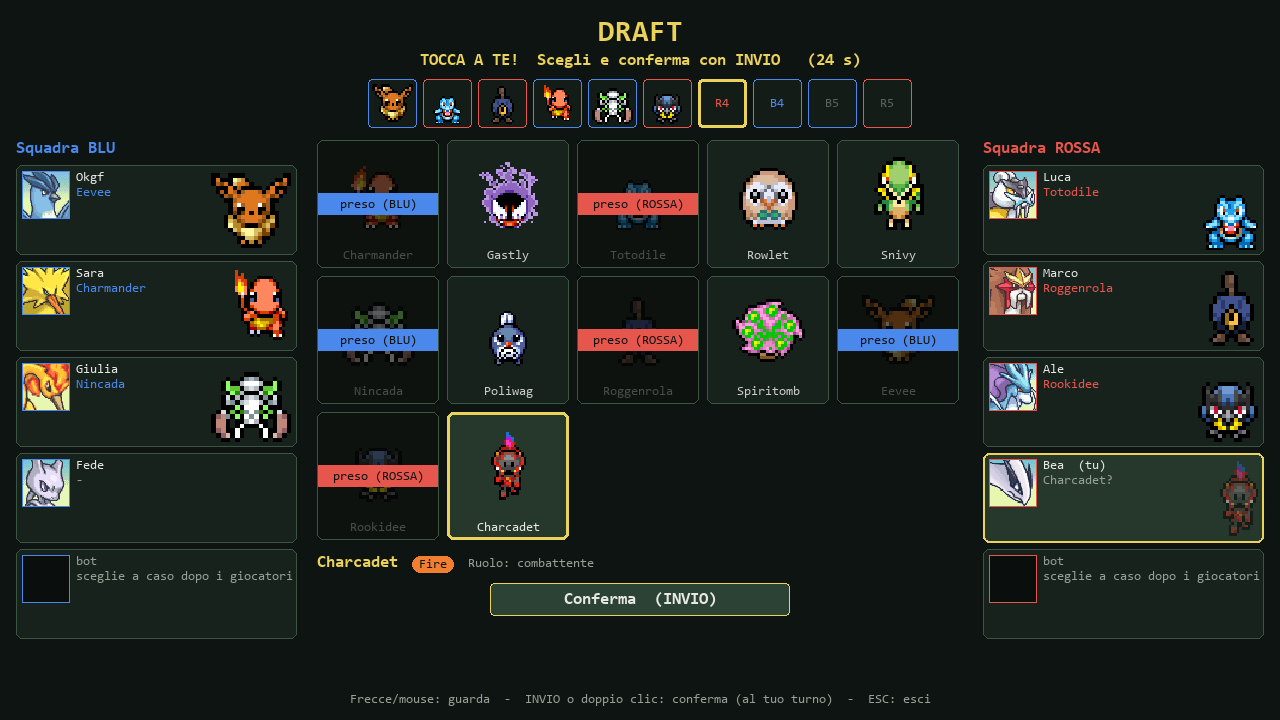 DRAFT
TOCCA A TE!  Scegli e conferma con INVIO   (24 s)
R4
B4
B5
R5
Squadra BLU
Okgf
Eevee
Sara
Charmander
Giulia
Nincada
Fede
-
bot
sceglie a caso dopo i giocatori
preso (BLU)
Charmander
Gastly
preso (ROSSA)
Totodile
Rowlet
Snivy
preso (BLU)
Nincada
Poliwag
preso (ROSSA)
Roggenrola
Spiritomb
preso (BLU)
Eevee
preso (ROSSA)
Rookidee
Charcadet
Charcadet  Fire  Ruolo: combattente
Conferma  (INVIO)
Squadra ROSSA
Luca
Totodile
Marco
Roggenrola
Ale
Rookidee
Bea  (tu)
Charcadet?
bot
sceglie a caso dopo i giocatori
Frecce/mouse: guarda  -  INVIO o doppio clic: conferma (al tuo turno)  -  ESC: esci